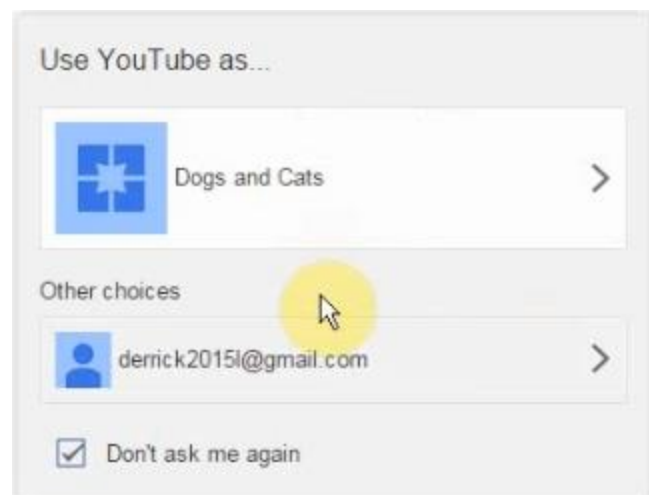 Use YouTube as...
Dogs and Cats
Other choices
derrick2015l@gmail.com
Don't ask me again